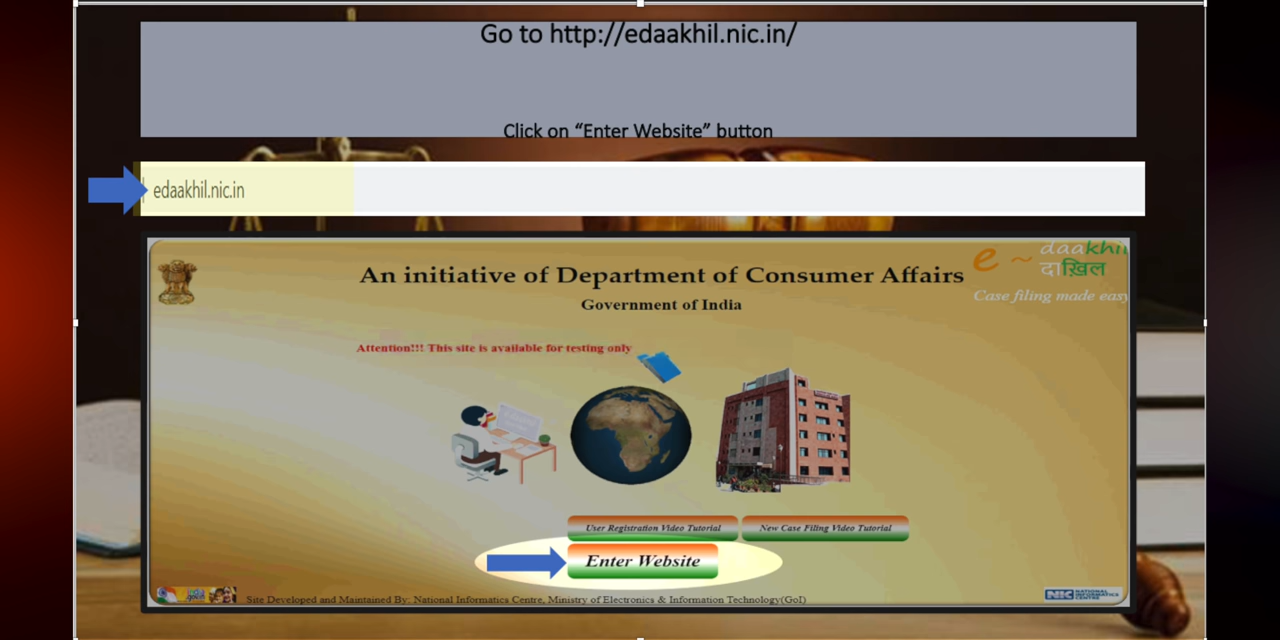 Go to http://edaakhil.nic.in/
Click on “Enter Website” button
edaakhil.nic.in
e ~ daakhil
दाख़िल
Case filing made easy
An initiative of Department of Consumer Affairs
Government of India
Attention!!! This site is available for testing only
User Registration Video Tutorial
New Case Filing Video Tutorial
Enter Website
Site Developed and Maintained By: National Informatics Centre, Ministry of Electronics & Information Technology(GoI)
NIC NATIONAL
INFORMATICS
CENTRE